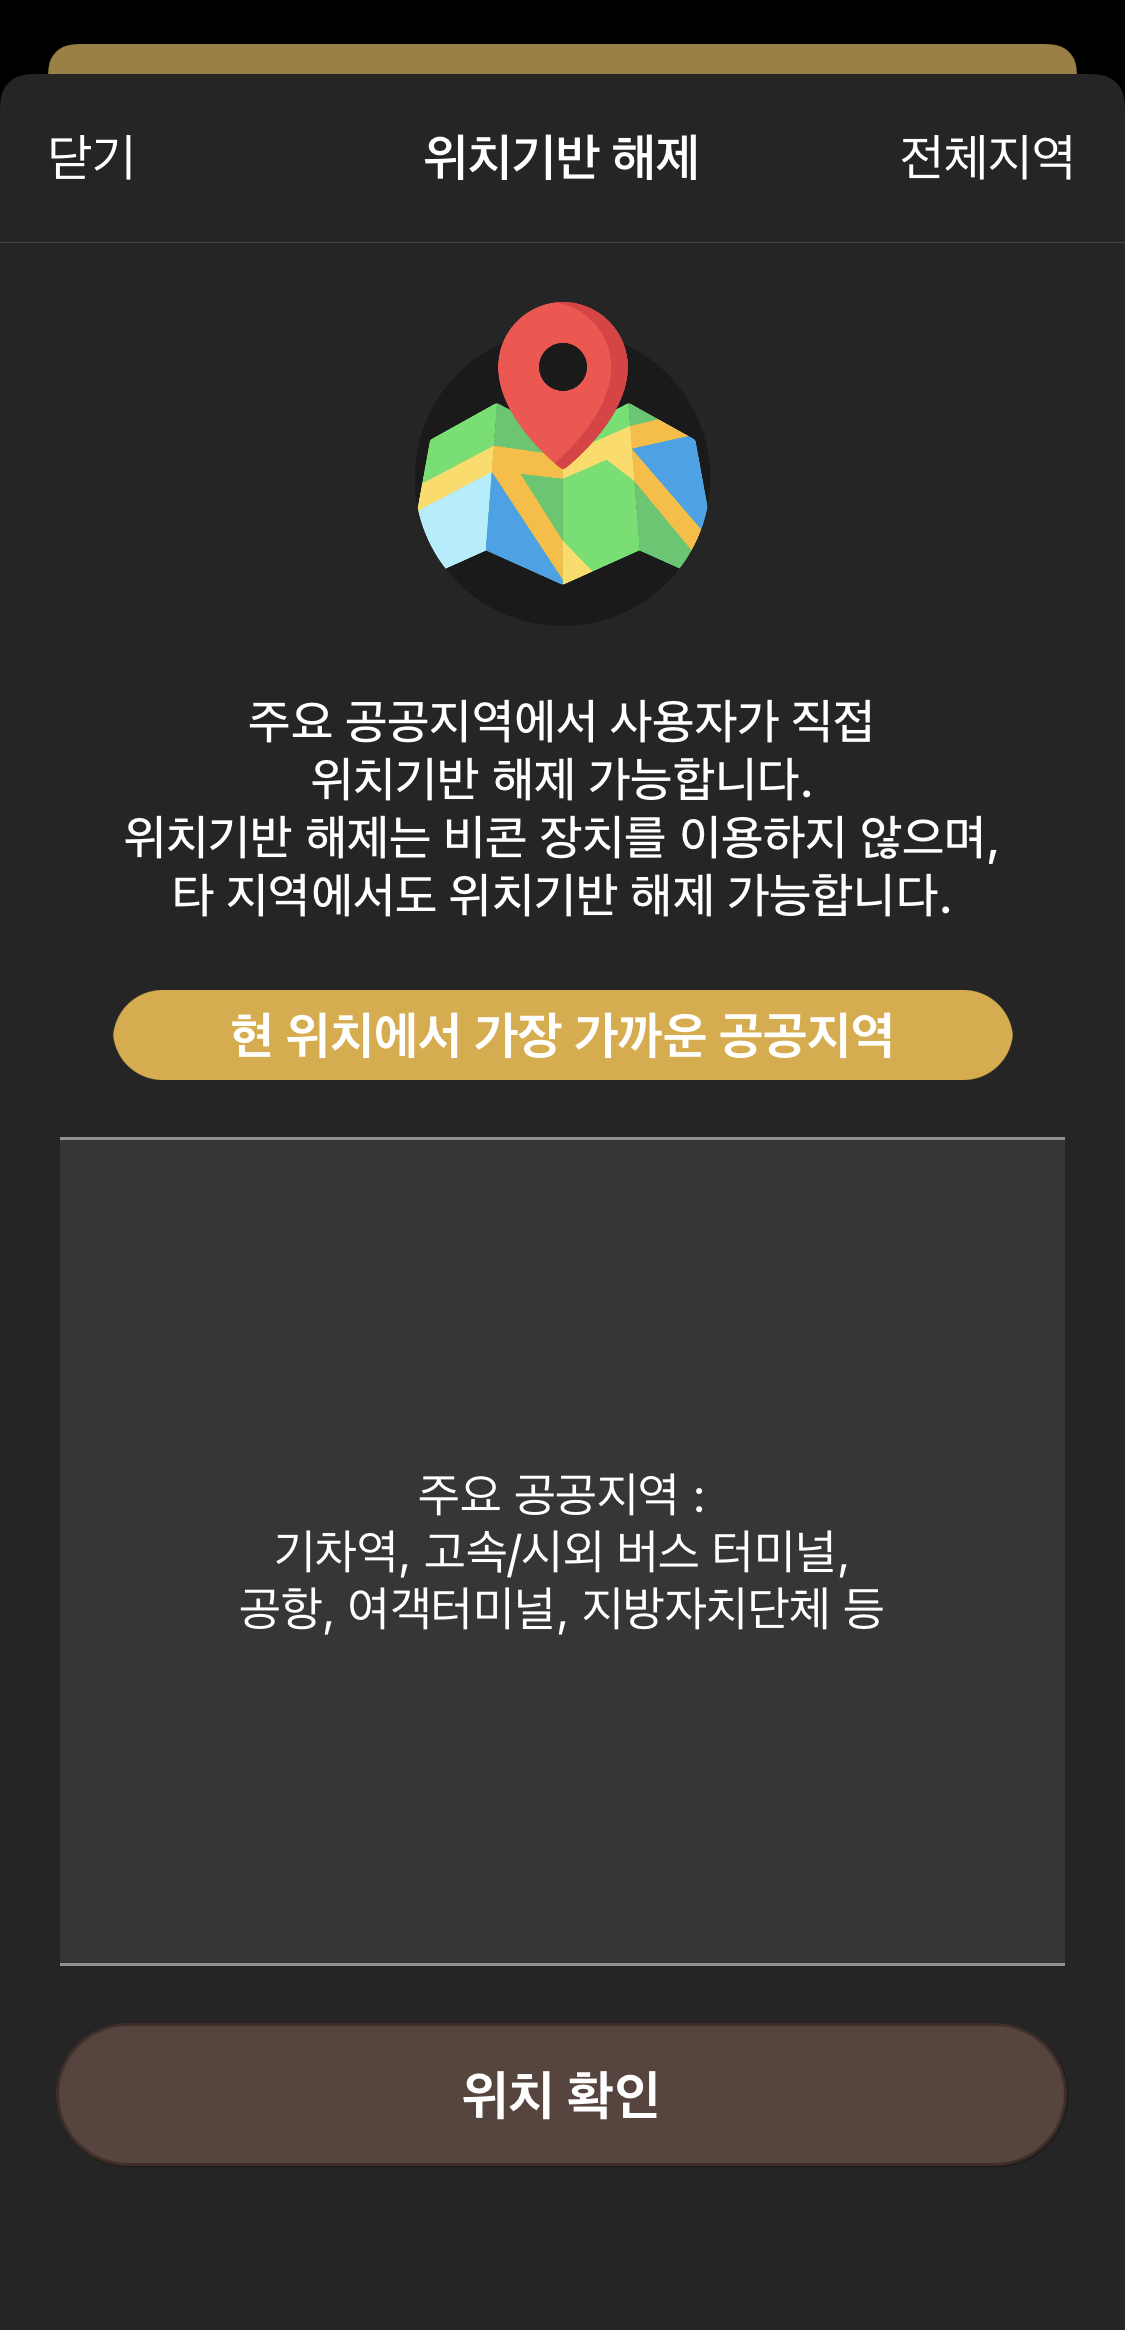 닫기
위치기반 해제
전체지역
주요 공공지역에서 사용자가 직접
위치기반 해제 가능합니다.
위치기반 해제는 비콘 장치를 이용하지 않으며,
타 지역에서도 위치기반 해제 가능합니다.
현 위치에서 가장 가까운 공공지역
주요 공공지역 :
기차역, 고속/시외 버스 터미널,
공항, 여객터미널, 지방자치단체 등
위치 확인